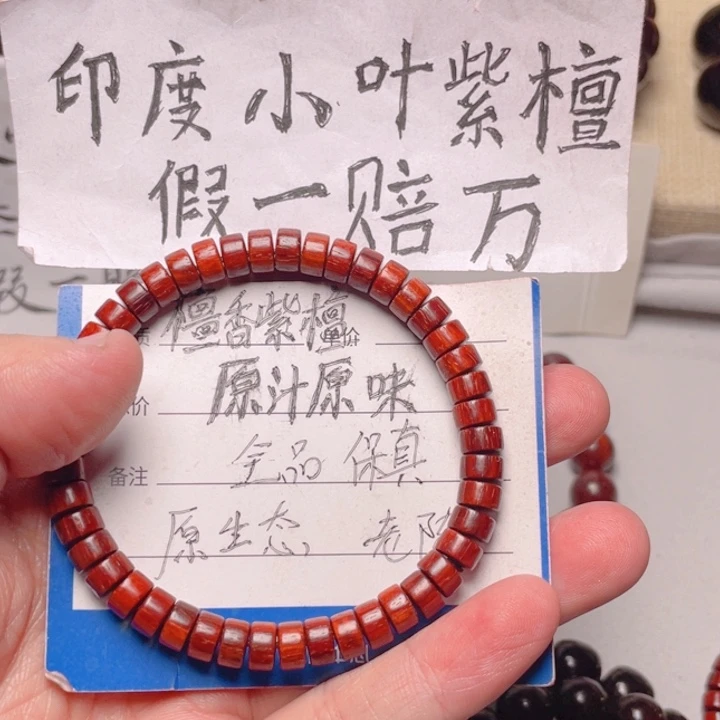 印度小叶紫檀
假一赔万
檀香紫檀
原汁原味
备注 全品保真
原生态 老